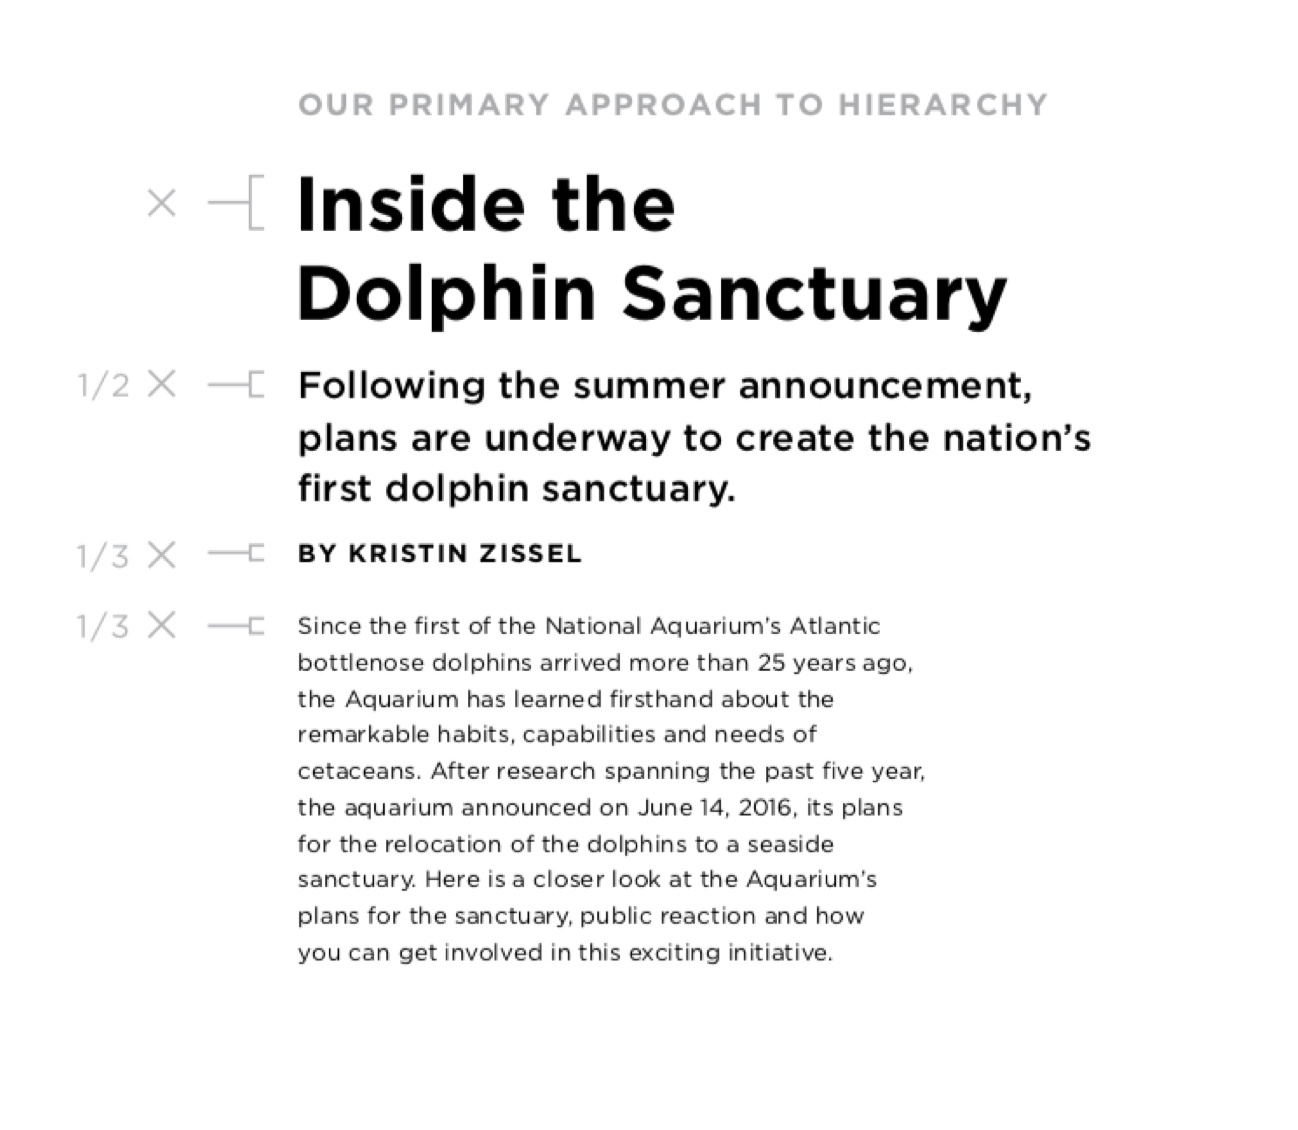 OUR PRIMARY APPROACH TO HIERARCHY
× Inside the
Dolphin Sanctuary
1/2 × Following the summer announcement,
plans are underway to create the nation’s
first dolphin sanctuary.
1/3 × BY KRISTIN ZISSEL
1/3 × Since the first of the National Aquarium’s Atlantic
bottlenose dolphins arrived more than 25 years ago,
the Aquarium has learned firsthand about the
remarkable habits, capabilities and needs of
cetaceans. After research spanning the past five year,
the aquarium announced on June 14, 2016, its plans
for the relocation of the dolphins to a seaside
sanctuary. Here is a closer look at the Aquarium’s
plans for the sanctuary, public reaction and how
you can get involved in this exciting initiative.